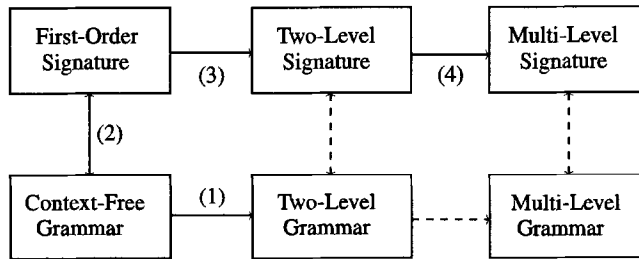 First-Order
Signature
(3)
Two-Level
Signature
(4)
Multi-Level
Signature
(2)
Context-Free
Grammar
(1)
Two-Level
Grammar
Multi-Level
Grammar